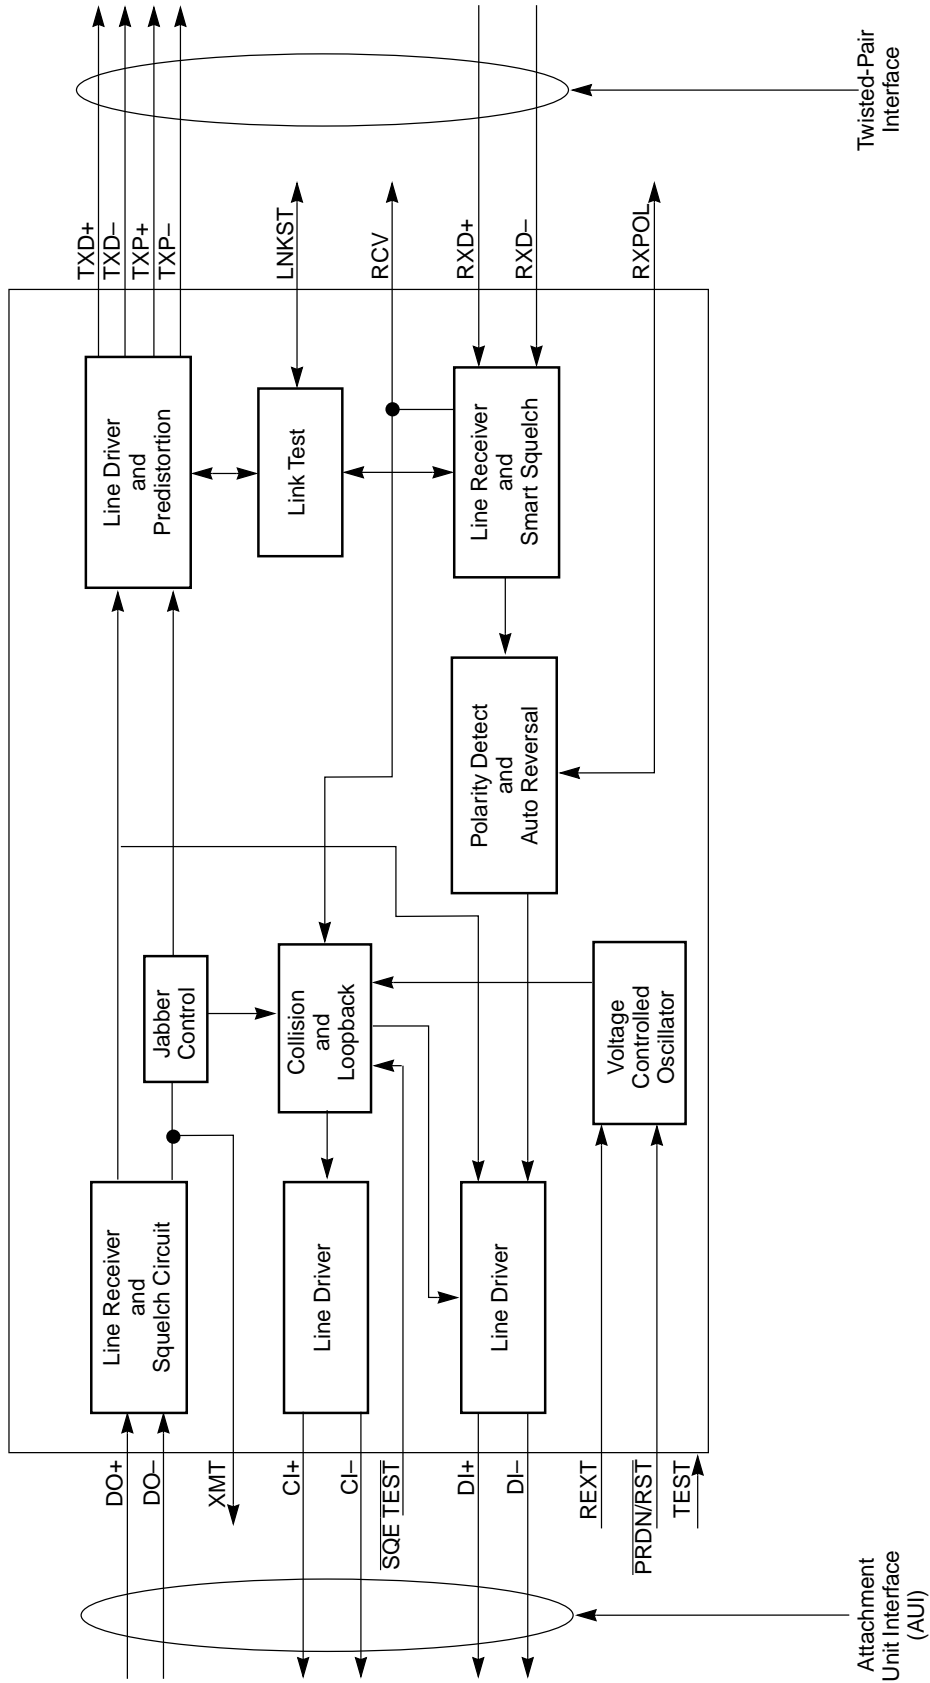 DO+
DO–
XMT
CI+
CI–
SQE TEST
DI+
DI–
REXT
PRDN/RST
TEST
Attachment
Unit Interface
(AUI)
Line Receiver
and
Squelch Circuit
Line Driver
Line Driver
Jabber
Control
Collision
and
Loopback
Voltage
Controlled
Oscillator
Polarity Detect
and
Auto Reversal
Line Driver
and
Predistortion
Link Test
Line Receiver
and
Smart Squelch
TXD+
TXD–
TXP+
TXP–
LNKST
RCV
RXD+
RXD–
RXPOL
Twisted-Pair
Interface